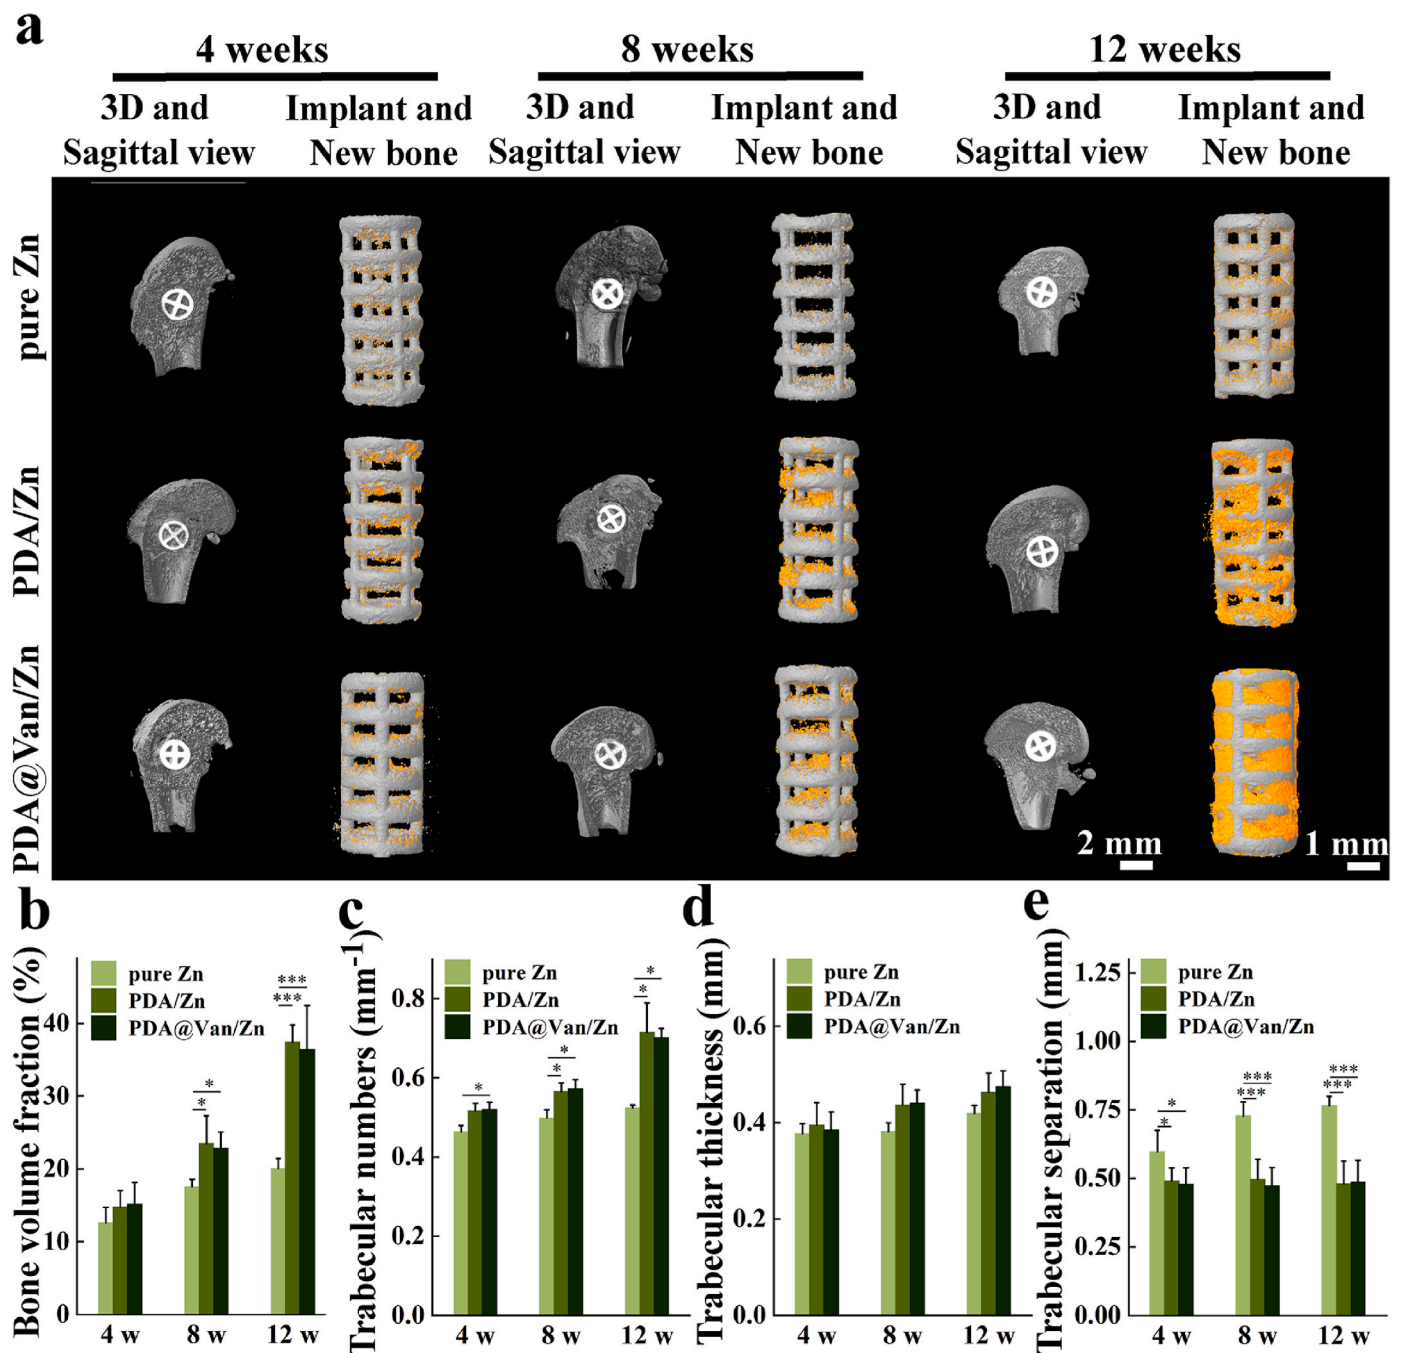 a
4 weeks 8 weeks 12 weeks
3D and Implant and 3D and Implant and 3D and Implant and
Sagittal view New bone Sagittal view New bone Sagittal view New bone
pure Zn
PDA/Zn
PDA@Van/Zn
2 mm 1 mm
b
Bone volume fraction (%)
pure Zn
PDA/Zn
PDA@Van/Zn
***
***
*
*
40
30
20
10
0
4 w 8 w 12 w
c
Trabecular numbers (mm⁻¹)
pure Zn
PDA/Zn
PDA@Van/Zn
*
*
*
*
*
0.8
0.6
0.4
0.2
0.0
4 w 8 w 12 w
d
Trabecular thickness (mm)
pure Zn
PDA/Zn
PDA@Van/Zn
0.6
0.4
0.2
0.0
4 w 8 w 12 w
e
Trabecular separation (mm)
pure Zn
PDA/Zn
PDA@Van/Zn
*
*
***
***
***
***
1.25
1.00
0.75
0.50
0.25
0.00
4 w 8 w 12 w